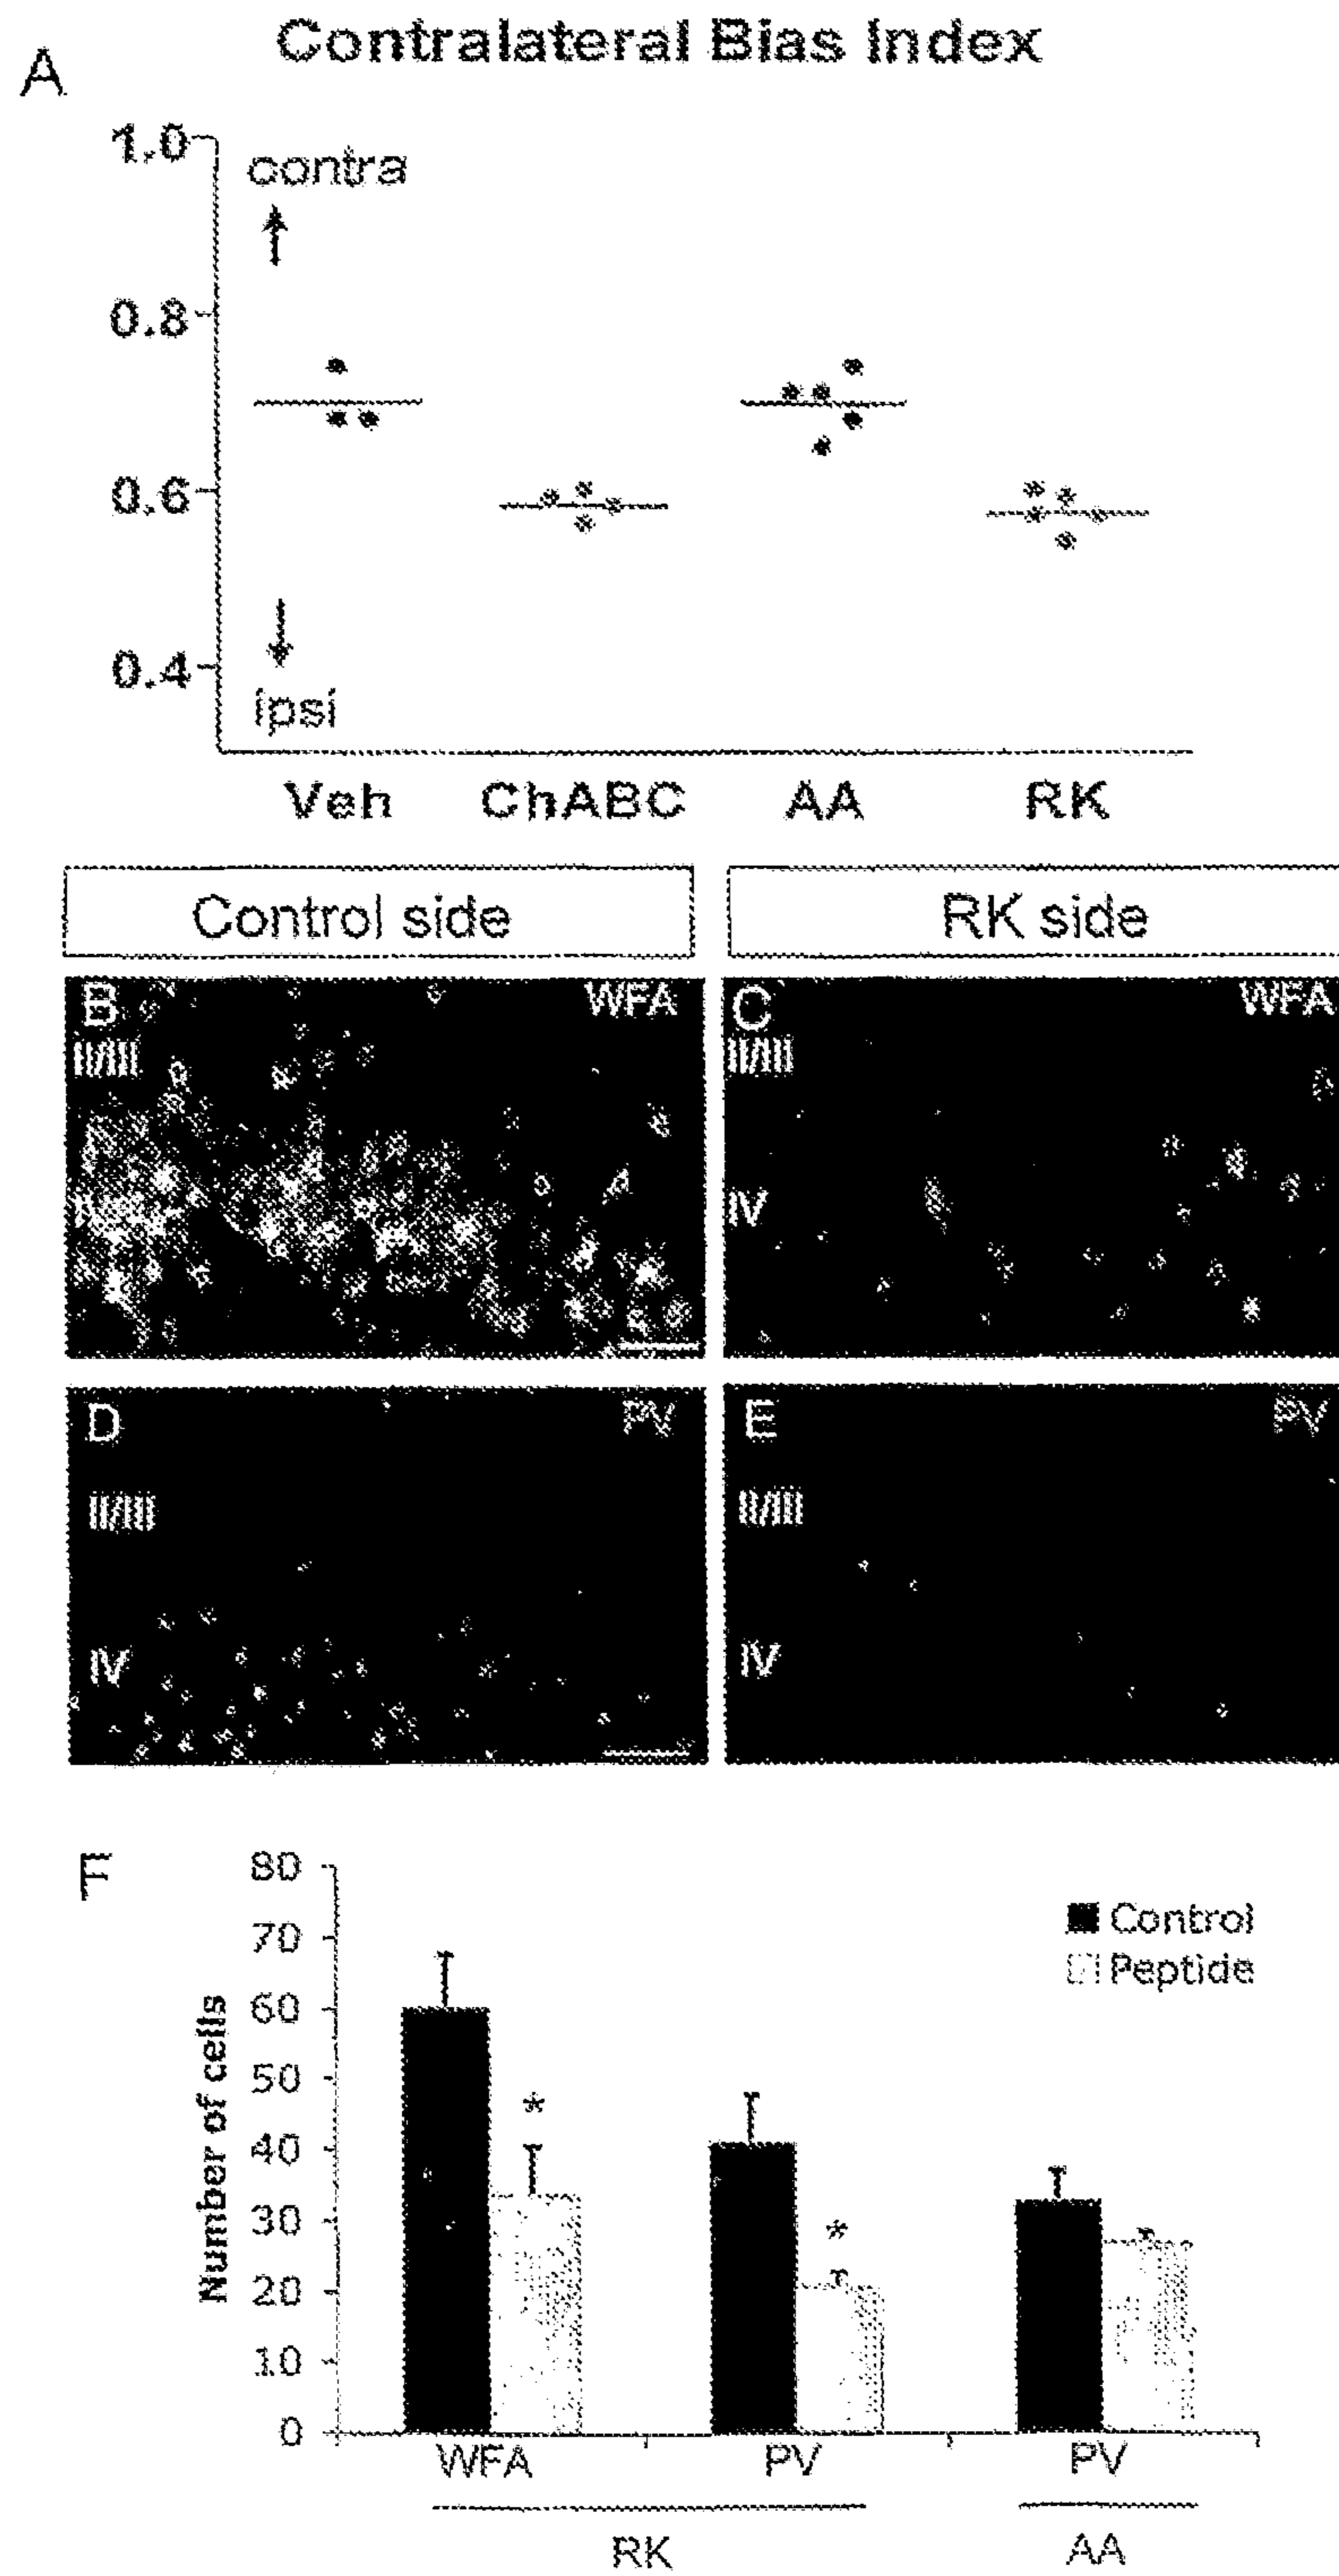 Contralateral Bias Index
A
1.0
contra
0.8
0.6
0.4
ipsi
Veh ChABC AA RK
Control side RK side
B WFA C WFA
II/III II/III
IV IV
D PV E PV
II/III II/III
IV IV
F
80
70
60
50
40
30
20
10
0
Number of cells
Control
Peptide
*
*
WFA PV PV
RK AA